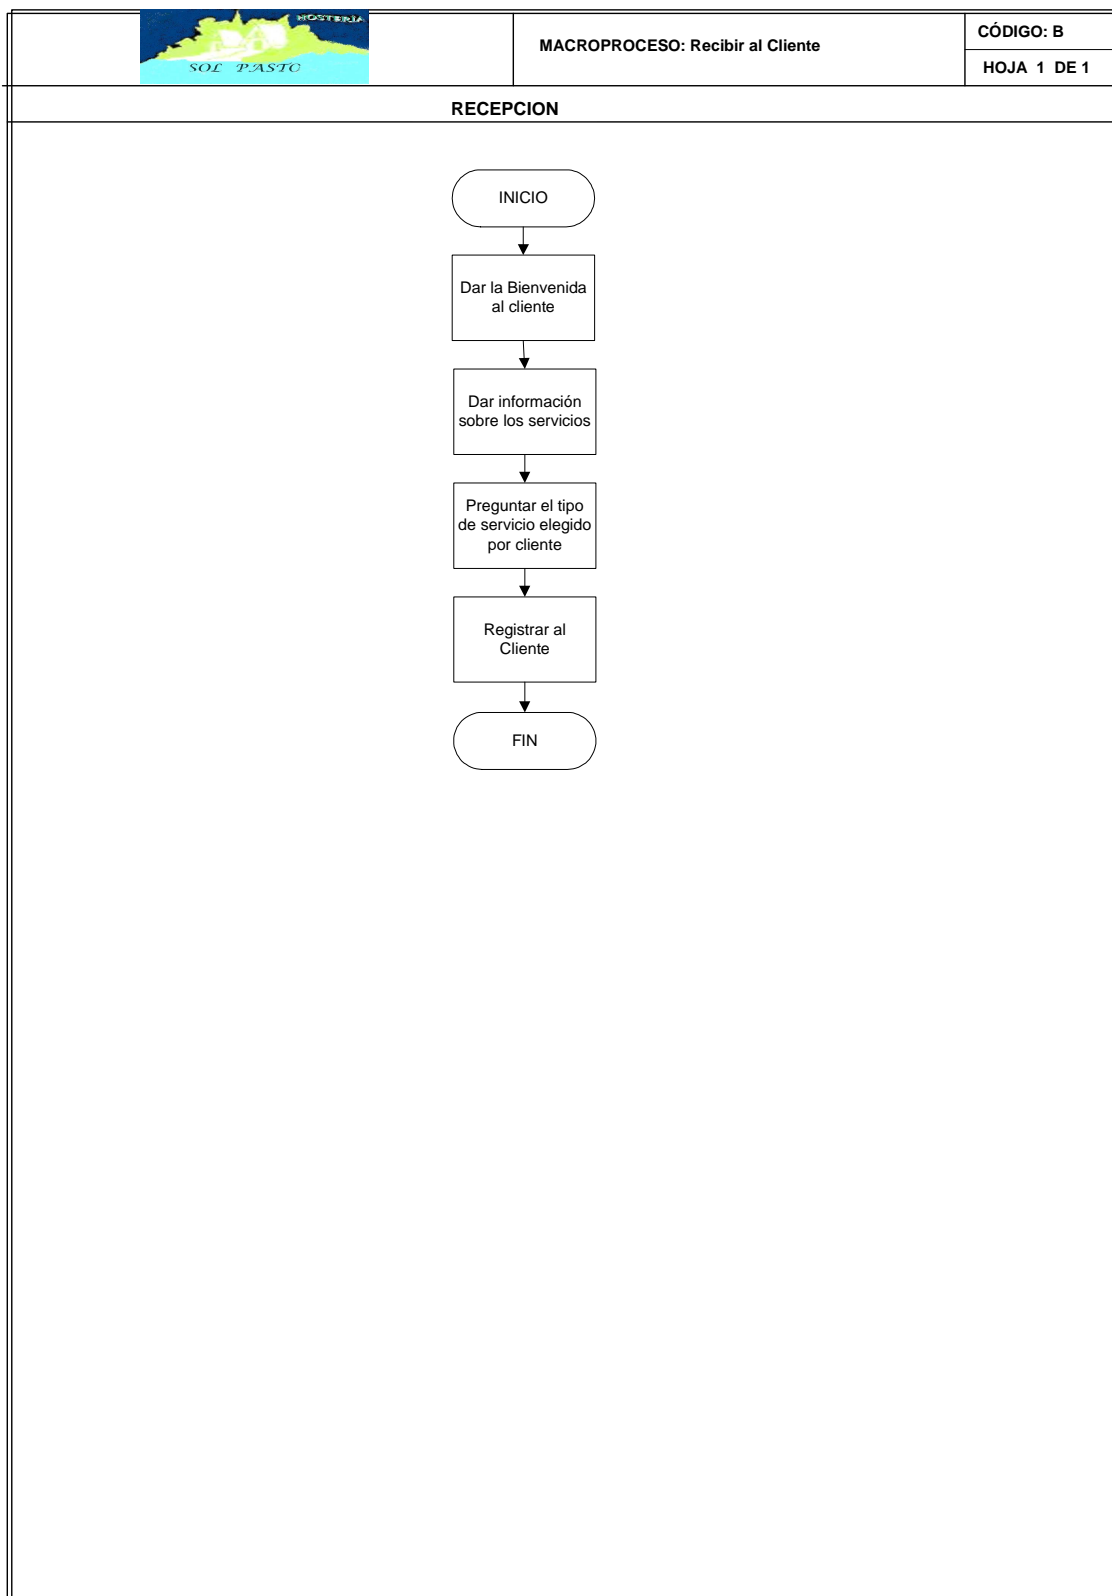 HOSTERÍA
SOL PASTO
MACROPROCESO: Recibir al Cliente
CÓDIGO: B
HOJA 1 DE 1
RECEPCION
INICIO
Dar la Bienvenida
al cliente
Dar información
sobre los servicios
Preguntar el tipo
de servicio elegido
por cliente
Registrar al
Cliente
FIN